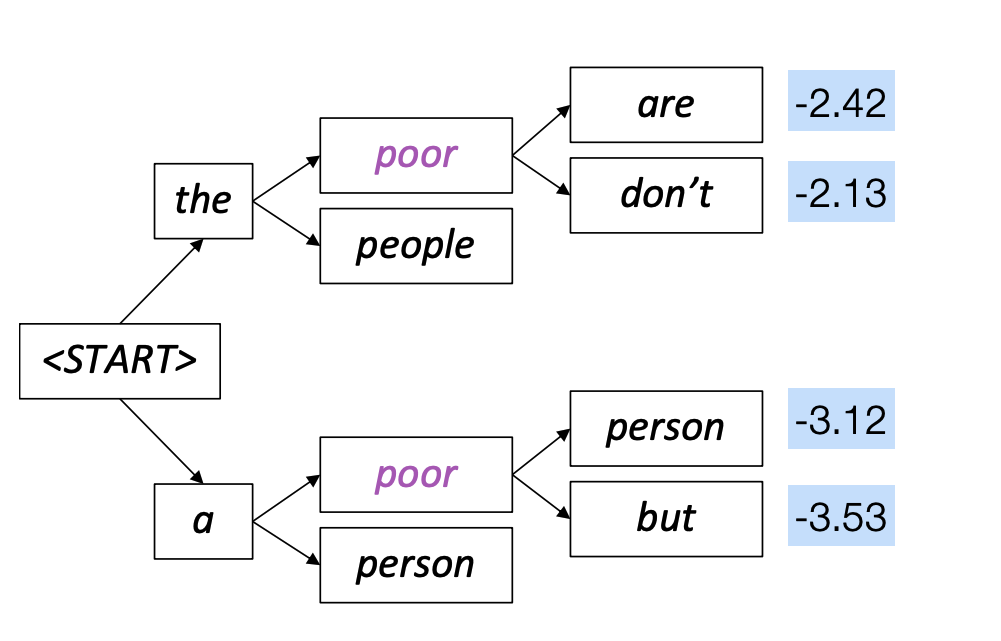 are -2.42
poor
the don't -2.13
people
<START>
person -3.12
poor
a but -3.53
person